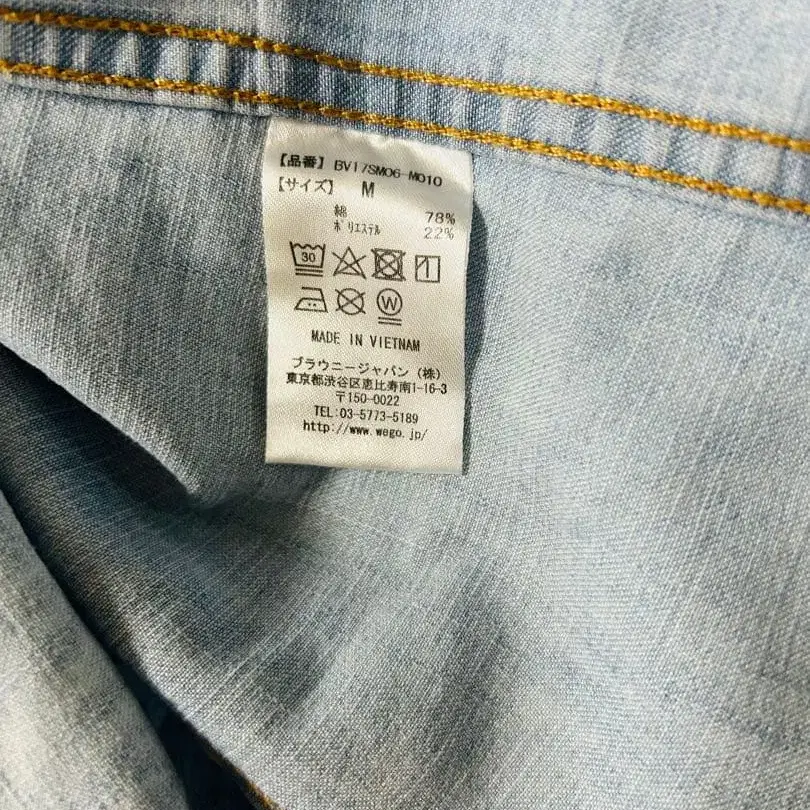 【品番】 BV17SM06-M010
【サイズ】 M
綿 78%
ポリエステル 22%
30
W
MADE IN VIETNAM
ブラウニージャパン(株)
東京都渋谷区恵比寿南1-16-3
〒150-0022
TEL:03-5773-5189
http://www.wego.jp/